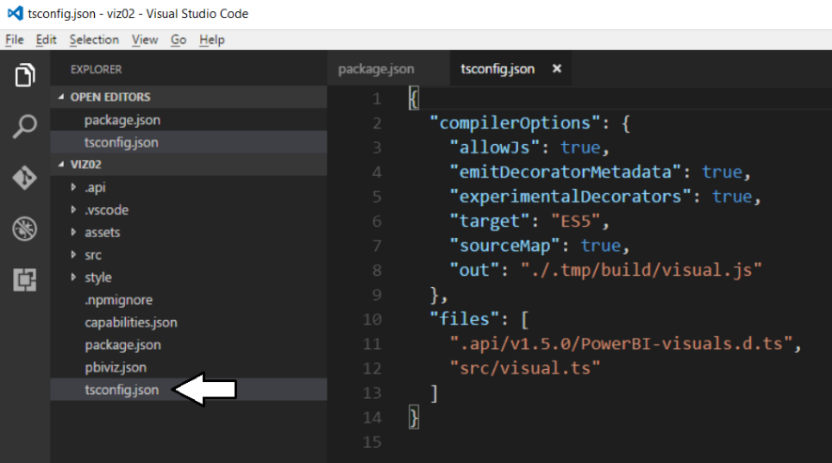 tsconfig.json - viz02 - Visual Studio Code
File Edit Selection View Go Help
EXPLORER
OPEN EDITORS
package.json
tsconfig.json
VIZ02
.api
.vscode
assets
src
style
.npmignore
capabilities.json
package.json
pbiviz.json
tsconfig.json
package.json tsconfig.json ×
1 {
2 "compilerOptions": {
3 "allowJs": true,
4 "emitDecoratorMetadata": true,
5 "experimentalDecorators": true,
6 "target": "ES5",
7 "sourceMap": true,
8 "out": "./.tmp/build/visual.js"
9 },
10 "files": [
11 ".api/v1.5.0/PowerBI-visuals.d.ts",
12 "src/visual.ts"
13 ]
14 }
15